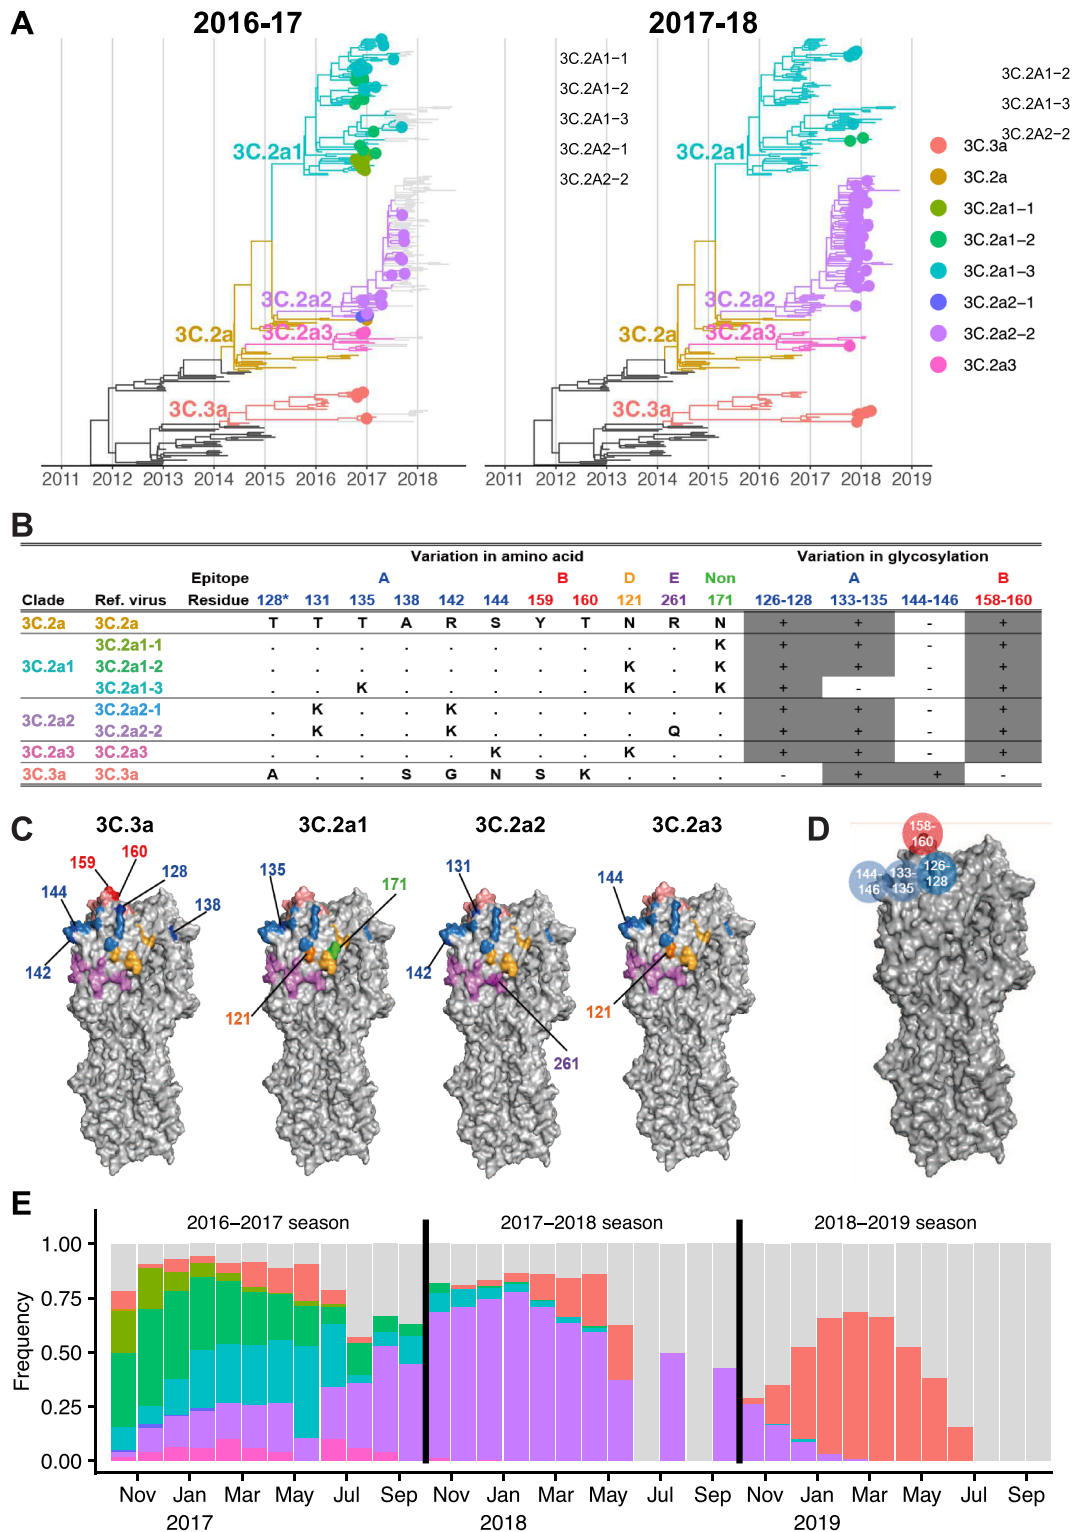 A
2016-17
2017-18
3C.2A1-1
3C.2A1-2
3C.2A1-3
3C.2A2-1
3C.2A2-2
3C.2A1-2
3C.2A1-3
3C.2A2-2
3C.2a1
3C.2a2
3C.2a
3C.2a3
3C.3a
3C.2a1
3C.2a2
3C.2a
3C.2a3
3C.3a
3C.3a
3C.2a
3C.2a1-1
3C.2a1-2
3C.2a1-3
3C.2a2-1
3C.2a2-2
3C.2a3
2011 2012 2013 2014 2015 2016 2017 2018
2011 2012 2013 2014 2015 2016 2017 2018 2019
B
Variation in amino acid Variation in glycosylation
Epitope A B D E Non A B
Clade Ref. virus Residue 128* 131 135 138 142 144 159 160 121 261 171 126-128 133-135 144-146 158-160
3C.2a 3C.2a T T T A R S Y T N R N + + - +
3C.2a1-1 . . . . . . . . . . K + + - +
3C.2a1 3C.2a1-2 . . . . . . . . K . K + + - +
3C.2a1-3 . . K . . . . . K . K + - - +
3C.2a2-1 . K . . K . . . . . . + + - +
3C.2a2 3C.2a2-2 . K . . K . . . . Q . + + - +
3C.2a3 3C.2a3 . . . . . K . . K . . + + - +
3C.3a 3C.3a A . . S G N S K . . . - + + -
C
3C.3a 3C.2a1 3C.2a2 3C.2a3
159 160
144 128
138
142
135
171
121
131
142
261
144
121
D
158-
160
144-
146
133-
135
126-
128
E
2016–2017 season 2017–2018 season 2018–2019 season
Frequency
1.00
0.75
0.50
0.25
0.00
Nov Jan Mar May Jul Sep Nov Jan Mar May Jul Sep Nov Jan Mar May Jul Sep
2017 2018 2019